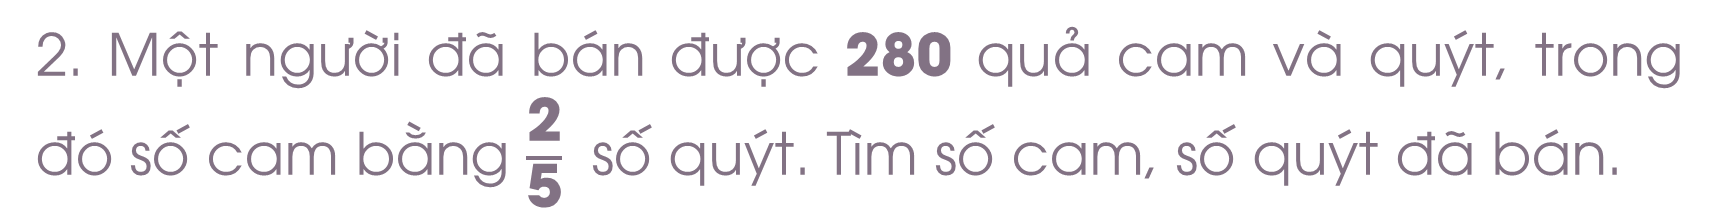 2. Một người đã bán được 280 quả cam và quýt, trong
đó số cam bằng 2/5 số quýt. Tìm số cam, số quýt đã bán.